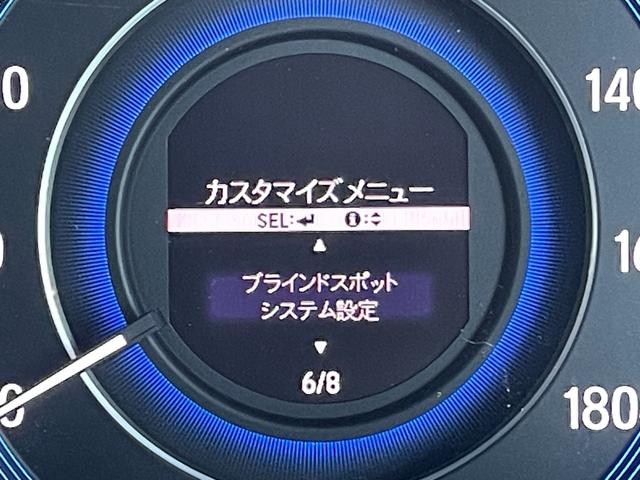 カスタマイズメニュー
SEL:↵ ℹ:⬍
▲
ブラインドスポット
システム設定
▼
6/8
140
180